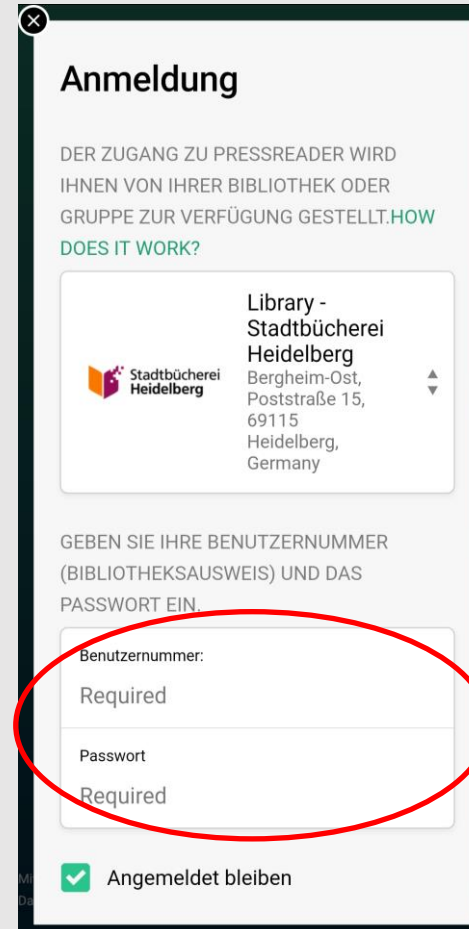 Anmeldung
DER ZUGANG ZU PRESSREADER WIRD
IHNEN VON IHRER BIBLIOTHEK ODER
GRUPPE ZUR VERFÜGUNG GESTELLT.HOW
DOES IT WORK?
Stadtbücherei
Heidelberg
Library -
Stadtbücherei
Heidelberg
Bergheim-Ost,
Poststraße 15,
69115
Heidelberg,
Germany
GEBEN SIE IHRE BENUTZERNUMMER
(BIBLIOTHEKSAUSWEIS) UND DAS
PASSWORT EIN.
Benutzernummer:
Required
Passwort
Required
Angemeldet bleiben